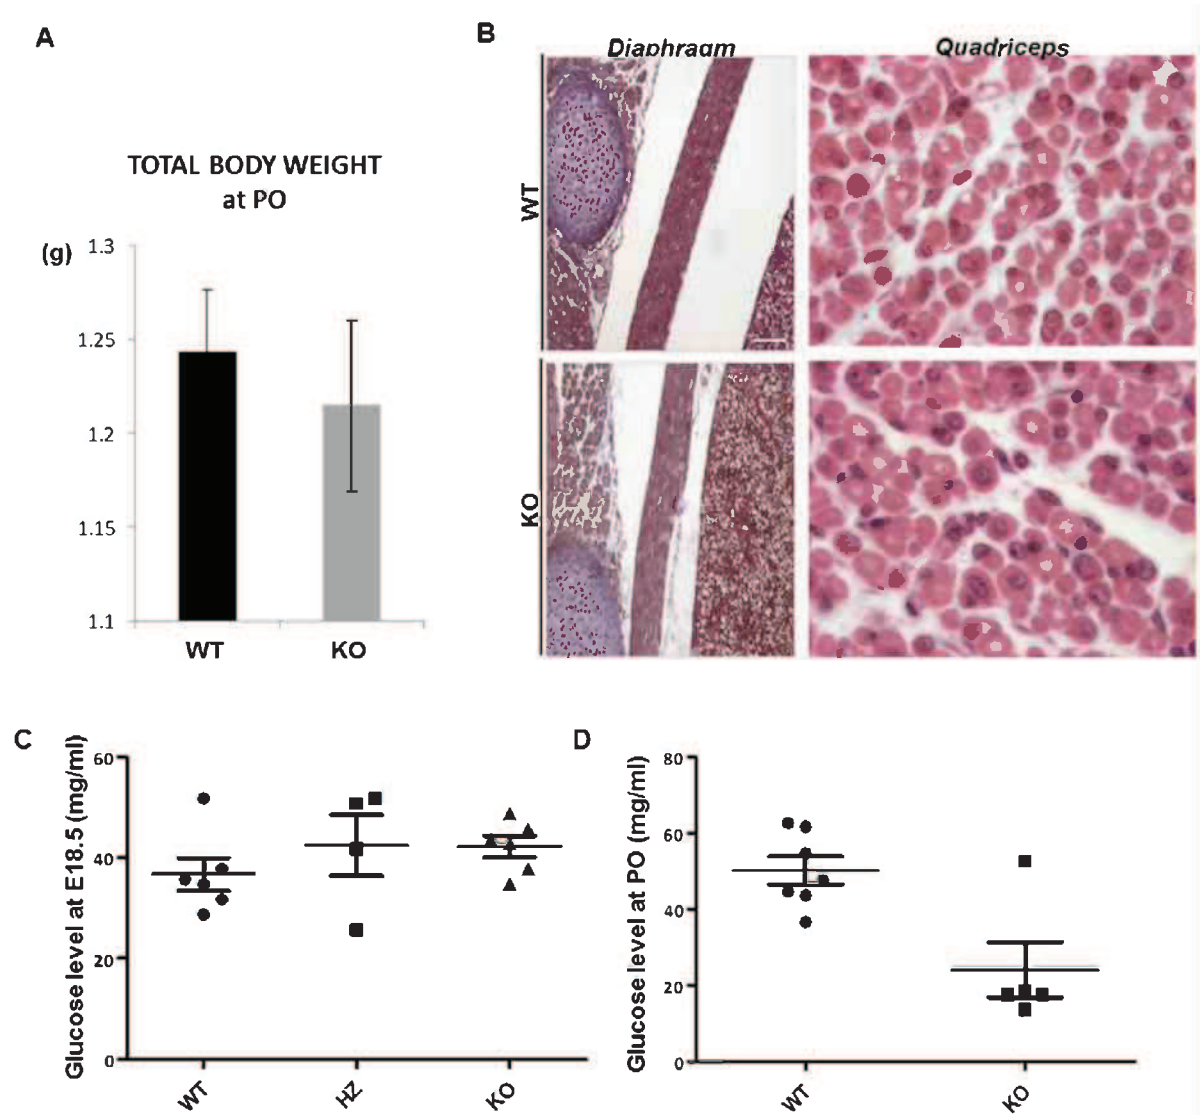 A
TOTAL BODY WEIGHT
at PO
(g)
1.3
1.25
1.2
1.15
1.1
WT
KO
B
Diaphragm
Quadriceps
WT
KO
C
Glucose level at E18.5 (mg/ml)
60
40
20
0
WT
HZ
KO
D
Glucose level at PO (mg/ml)
80
60
40
20
0
WT
KO